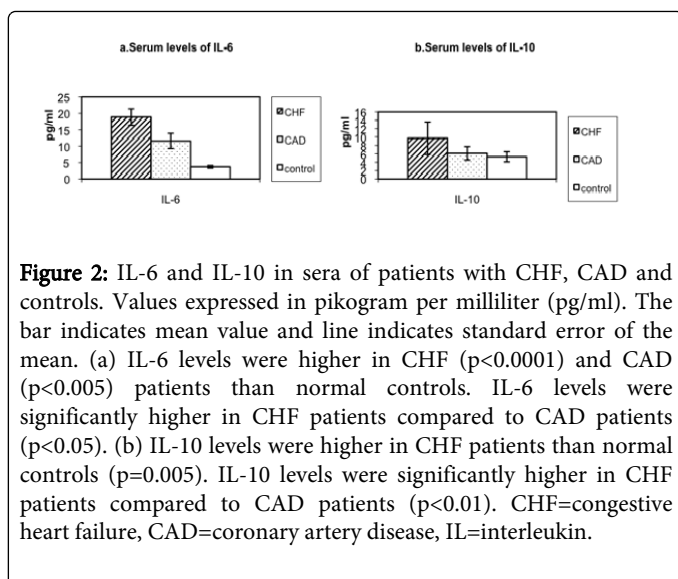 a.Serum levels of IL-6
b.Serum levels of IL-10
25
20
15
10
5
0
pg/ml
IL-6
CHF
CAD
control
16
14
12
10
8
6
4
2
0
pg/ml
IL-10
CHF
CAD
control
Figure 2: IL-6 and IL-10 in sera of patients with CHF, CAD and
controls. Values expressed in pikogram per milliliter (pg/ml). The
bar indicates mean value and line indicates standard error of the
mean. (a) IL-6 levels were higher in CHF (p<0.0001) and CAD
(p<0.005) patients than normal controls. IL-6 levels were
significantly higher in CHF patients compared to CAD patients
(p<0.05). (b) IL-10 levels were higher in CHF patients than normal
controls (p=0.005). IL-10 levels were significantly higher in CHF
patients compared to CAD patients (p<0.01). CHF=congestive
heart failure, CAD=coronary artery disease, IL=interleukin.